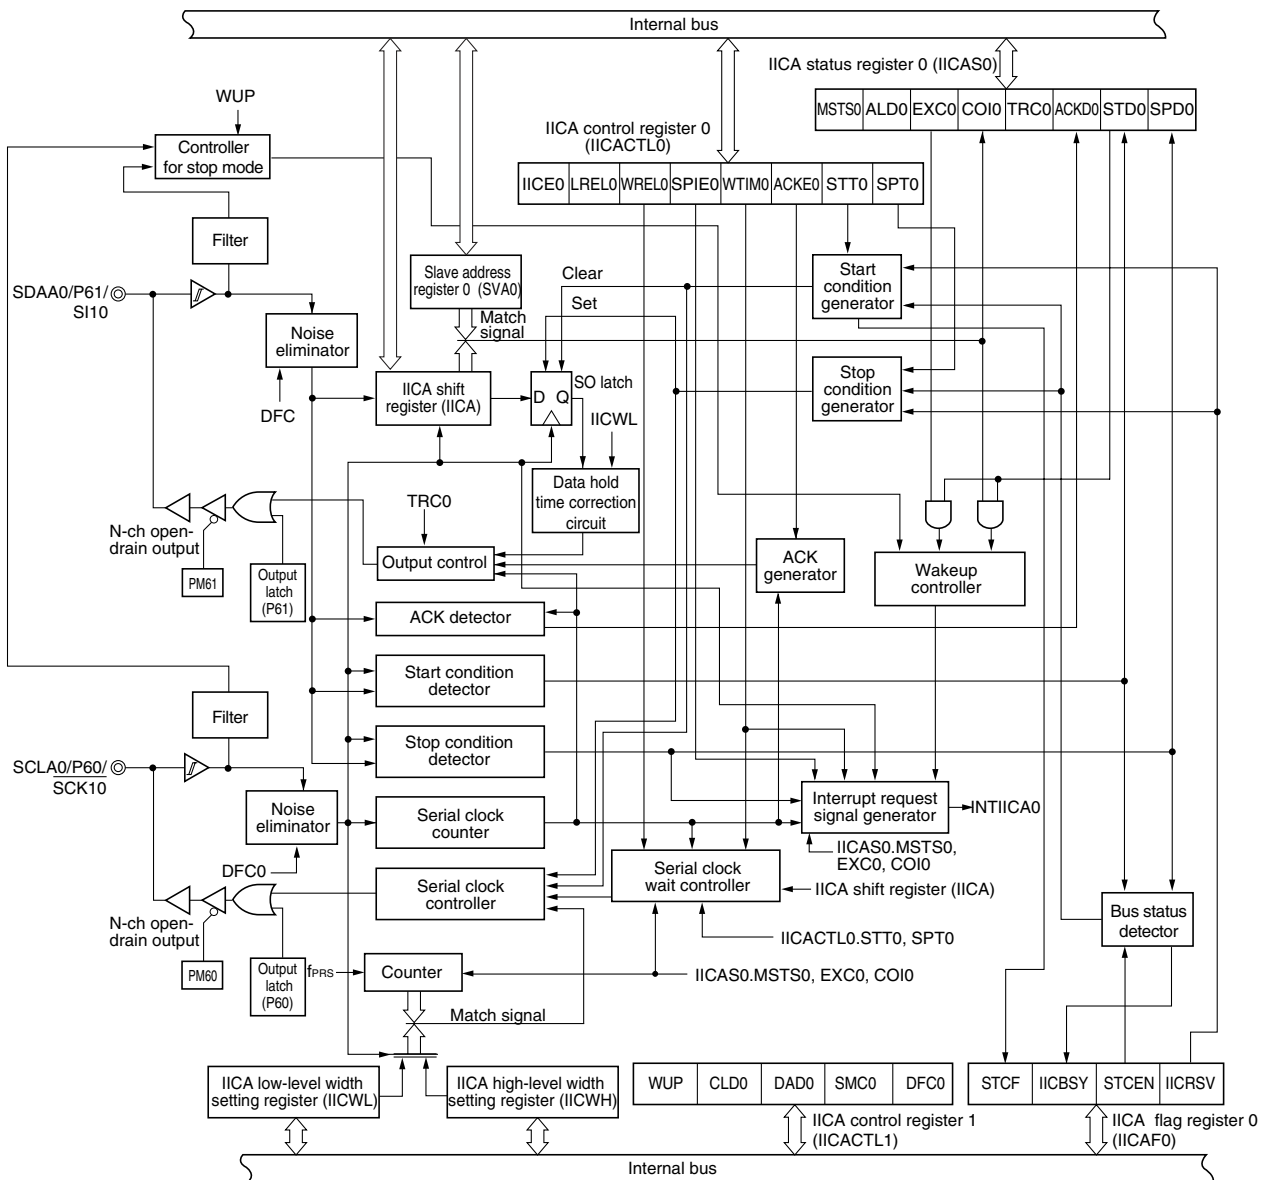 Internal bus
IICA status register 0 (IICAS0)
MSTS0 ALD0 EXC0 COI0 TRC0 ACKD0 STD0 SPD0
WUP
IICA control register 0
(IICACTL0)
Controller
for stop mode
IICE0 LREL0 WREL0 SPIE0 WTIM0 ACKE0 STT0 SPT0
Filter
Slave address
register 0 (SVA0)
Clear
Set
Start
condition
generator
SDAA0/P61/
SI10
Noise
eliminator
Match
signal
DFC
IICA shift
register (IICA)
D Q
SO latch
IICWL
Stop
condition
generator
Data hold
time correction
circuit
TRC0
N-ch open-
drain output
PM61
Output
latch
(P61)
Output control
ACK
generator
Wakeup
controller
ACK detector
Start condition
detector
Filter
Stop condition
detector
SCLA0/P60/
SCK10
Noise
eliminator
Serial clock
counter
Interrupt request
signal generator
INTIICA0
IICAS0.MSTS0,
EXC0, COI0
DFC0
Serial clock
controller
Serial clock
wait controller
IICA shift register (IICA)
N-ch open-
drain output
PM60
Output
latch
(P60)
IICACTL0.STT0, SPT0
Bus status
detector
fPRS
Counter
IICAS0.MSTS0, EXC0, COI0
Match signal
IICA low-level width
setting register (IICWL)
IICA high-level width
setting register (IICWH)
WUP CLD0 DAD0 SMC0 DFC0
STCF IICBSY STCEN IICRSV
IICA control register 1
(IICACTL1)
IICA flag register 0
(IICAF0)
Internal bus